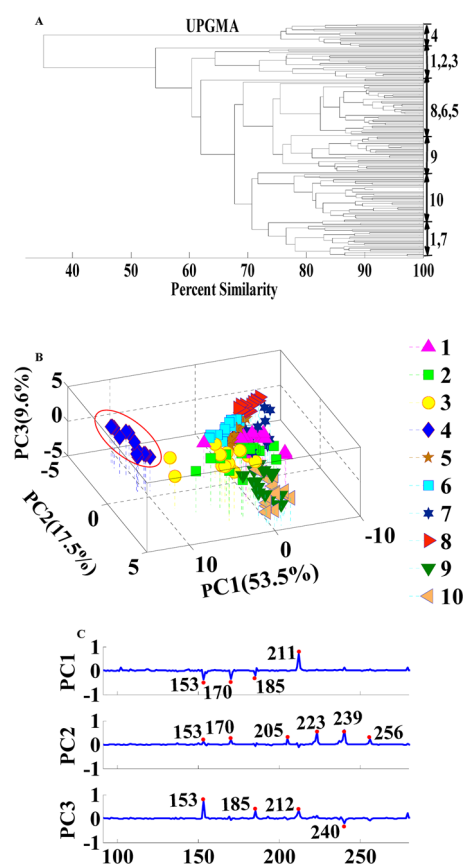 A
UPGMA
4
1,2,3
8,6,5
9
10
1,7
40 50 60 70 80 90 100
Percent Similarity
B
PC3(9.6%)
5
0
-5
PC2(17.5%)
-5
0
5
PC1(53.5%)
10
0
-10
1
2
3
4
5
6
7
8
9
10
C
PC1
1
0
-1
153 170 185 211
PC2
1
0
-1
153 170 205 223 239 256
PC3
1
0
-1
153 185 212 240
100 150 200 250